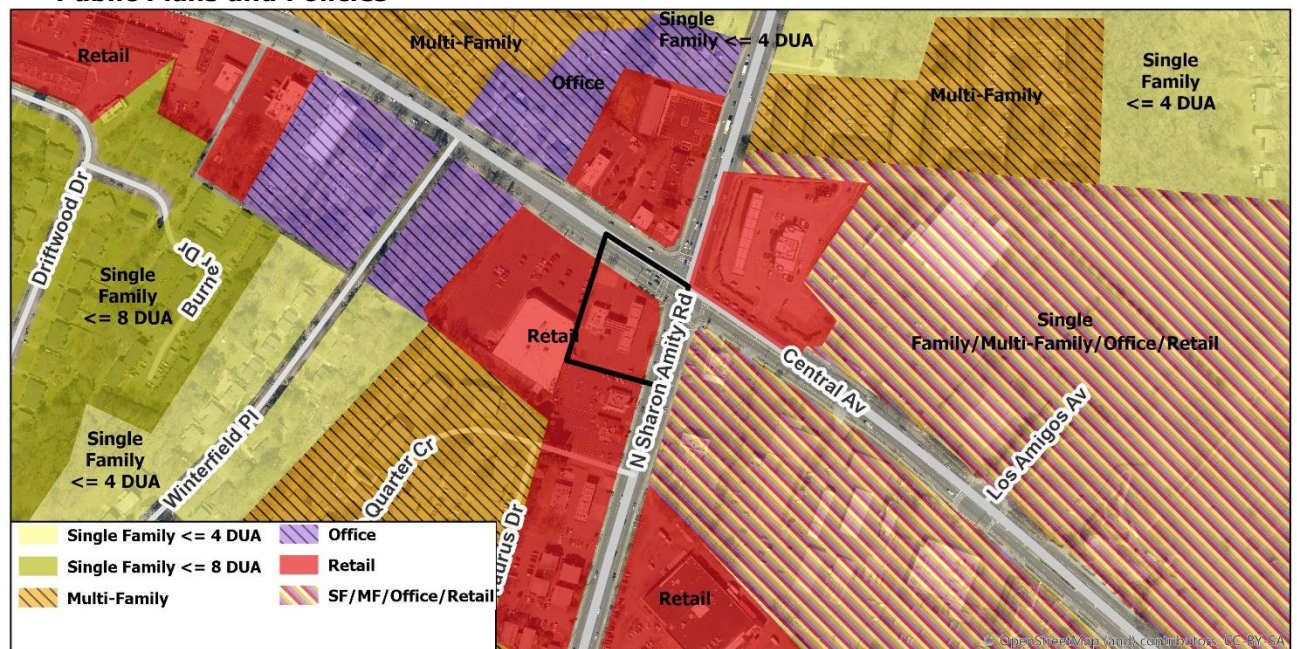 Public Plans and Policies
Retail
Multi-Family
Single
Family <= 4 DUA
Office
Multi-Family
Single
Family
<= 4 DUA
Driftwood Dr
Burner Dr
Single
Family
<= 8 DUA
Retail
N Sharon Amity Rd
Single
Family/Multi-Family/Office/Retail
Central Av
Los Amigos Av
Single
Family
<= 4 DUA
Winterfield Pl
Quarter Cr
Dr
Retail
Single Family <= 4 DUA
Single Family <= 8 DUA
Multi-Family
Office
Retail
SF/MF/Office/Retail
© OpenStreetMap (and) contributors, CC-BY-SA